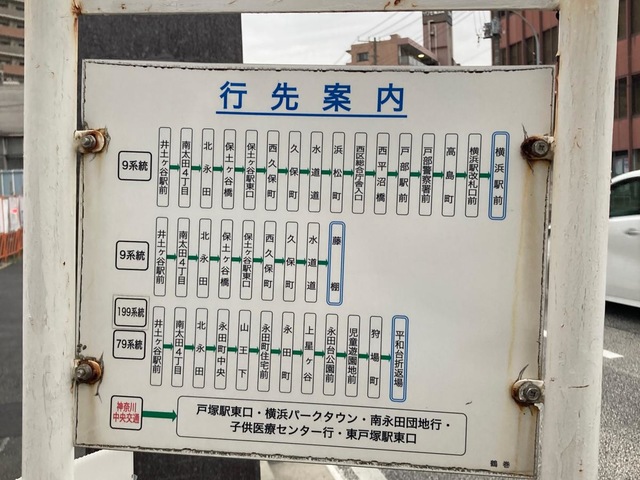 行先案内
9系統
井土ヶ谷駅前
南太田4丁目
北永田
保土ヶ谷橋
保土ヶ谷駅東口
西久保町
久保町
水道道
浜松町
西区総合庁舎入口
西平沼橋
戸部駅前
戸部警察署前
高島町
横浜駅改札口前
横浜駅前
9系統
井土ヶ谷駅前
南太田4丁目
北永田
保土ヶ谷橋
保土ヶ谷駅東口
西久保町
久保町
水道道
藤棚
199系統
79系統
井土ヶ谷駅前
南太田4丁目
北永田
永田町中央
山王下
永田町住宅前
永田町
上星谷
永田台公園前
児童遊園地前
狩場町
平和台折返場
神奈川
中央交通
戸塚駅東口・横浜パークタウン・南永田団地行・
子供医療センター行・東戸塚駅東口
鶴巻